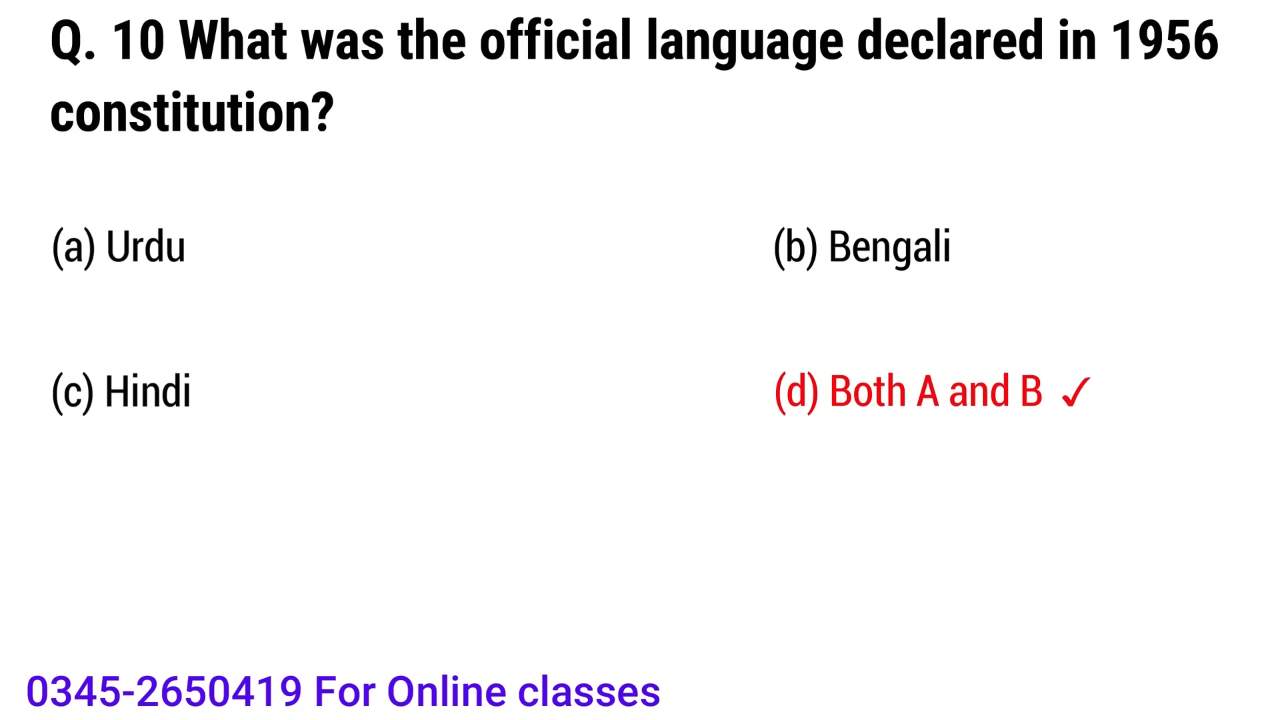 Q. 10 What was the official language declared in 1956
constitution?
(a) Urdu
(b) Bengali
(c) Hindi
(d) Both A and B ✓
0345-2650419 For Online classes